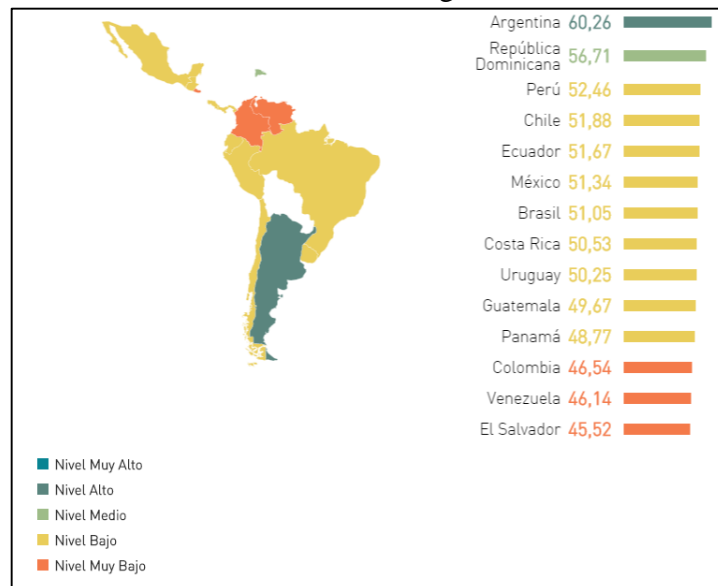 Argentina 60,26
República
Dominicana 56,71
Perú 52,46
Chile 51,88
Ecuador 51,67
México 51,34
Brasil 51,05
Costa Rica 50,53
Uruguay 50,25
Guatemala 49,67
Panamá 48,77
Colombia 46,54
Venezuela 46,14
El Salvador 45,52
Nivel Muy Alto
Nivel Alto
Nivel Medio
Nivel Bajo
Nivel Muy Bajo